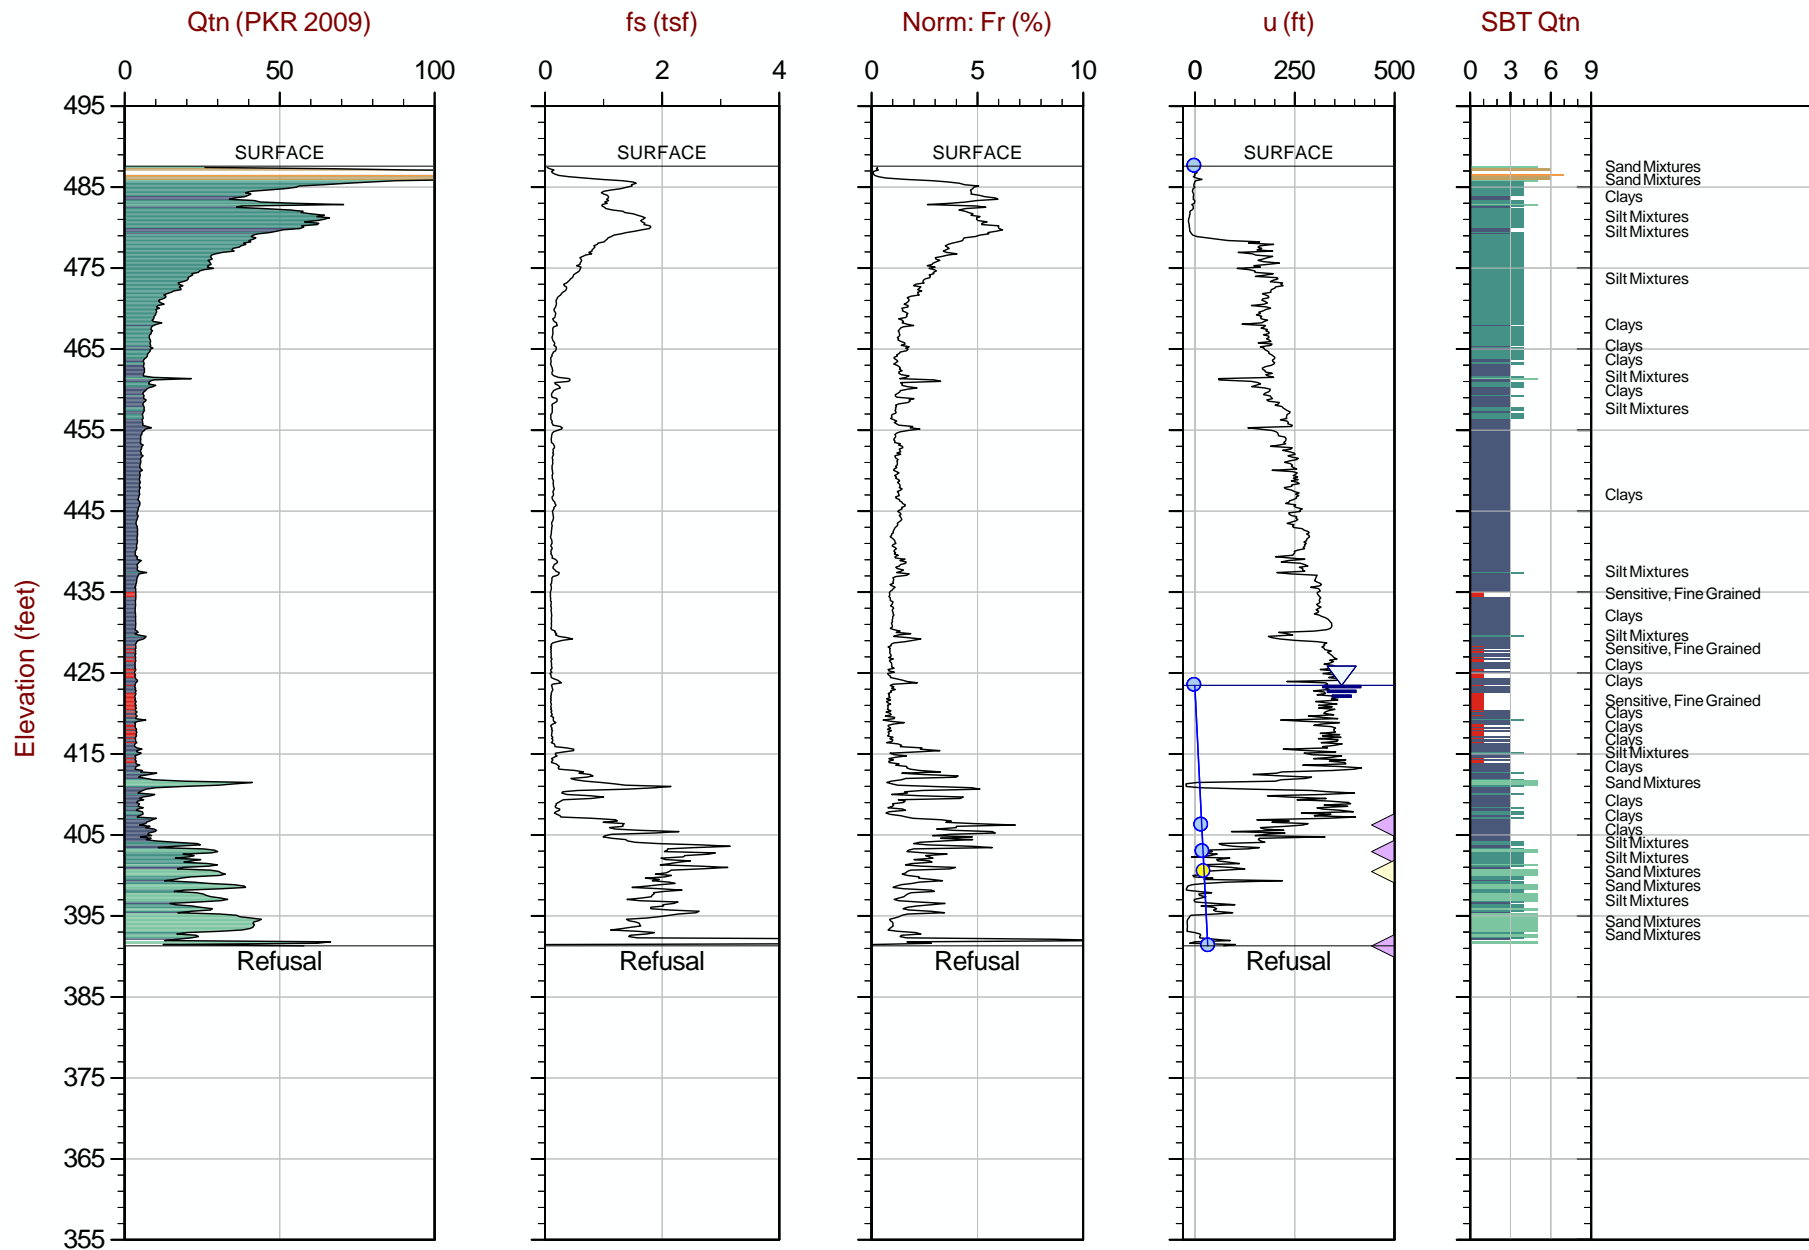 Qtn (PKR 2009) fs (tsf) Norm: Fr (%) u (ft) SBT Qtn
0 50 100 0 2 4 0 5 10 0 250 500 0 3 6 9
495
SURFACE SURFACE SURFACE
Sand Mixtures
Sand Mixtures
485
Clays
Silt Mixtures
Silt Mixtures
475
Silt Mixtures
Clays
465
Clays
Clays
Silt Mixtures
Clays
Silt Mixtures
455
Clays
445
Silt Mixtures
435
Sensitive, Fine Grained
Clays
Silt Mixtures
Sensitive, Fine Grained
Clays
425
Clays
Sensitive, Fine Grained
Clays
Clays
Clays
415
Silt Mixtures
Clays
Sand Mixtures
Clays
Clays
Clays
405
Silt Mixtures
Silt Mixtures
Sand Mixtures
Sand Mixtures
Silt Mixtures
395
Sand Mixtures
Sand Mixtures
Refusal Refusal Refusal Refusal
385
375
365
355
Elevation (feet)